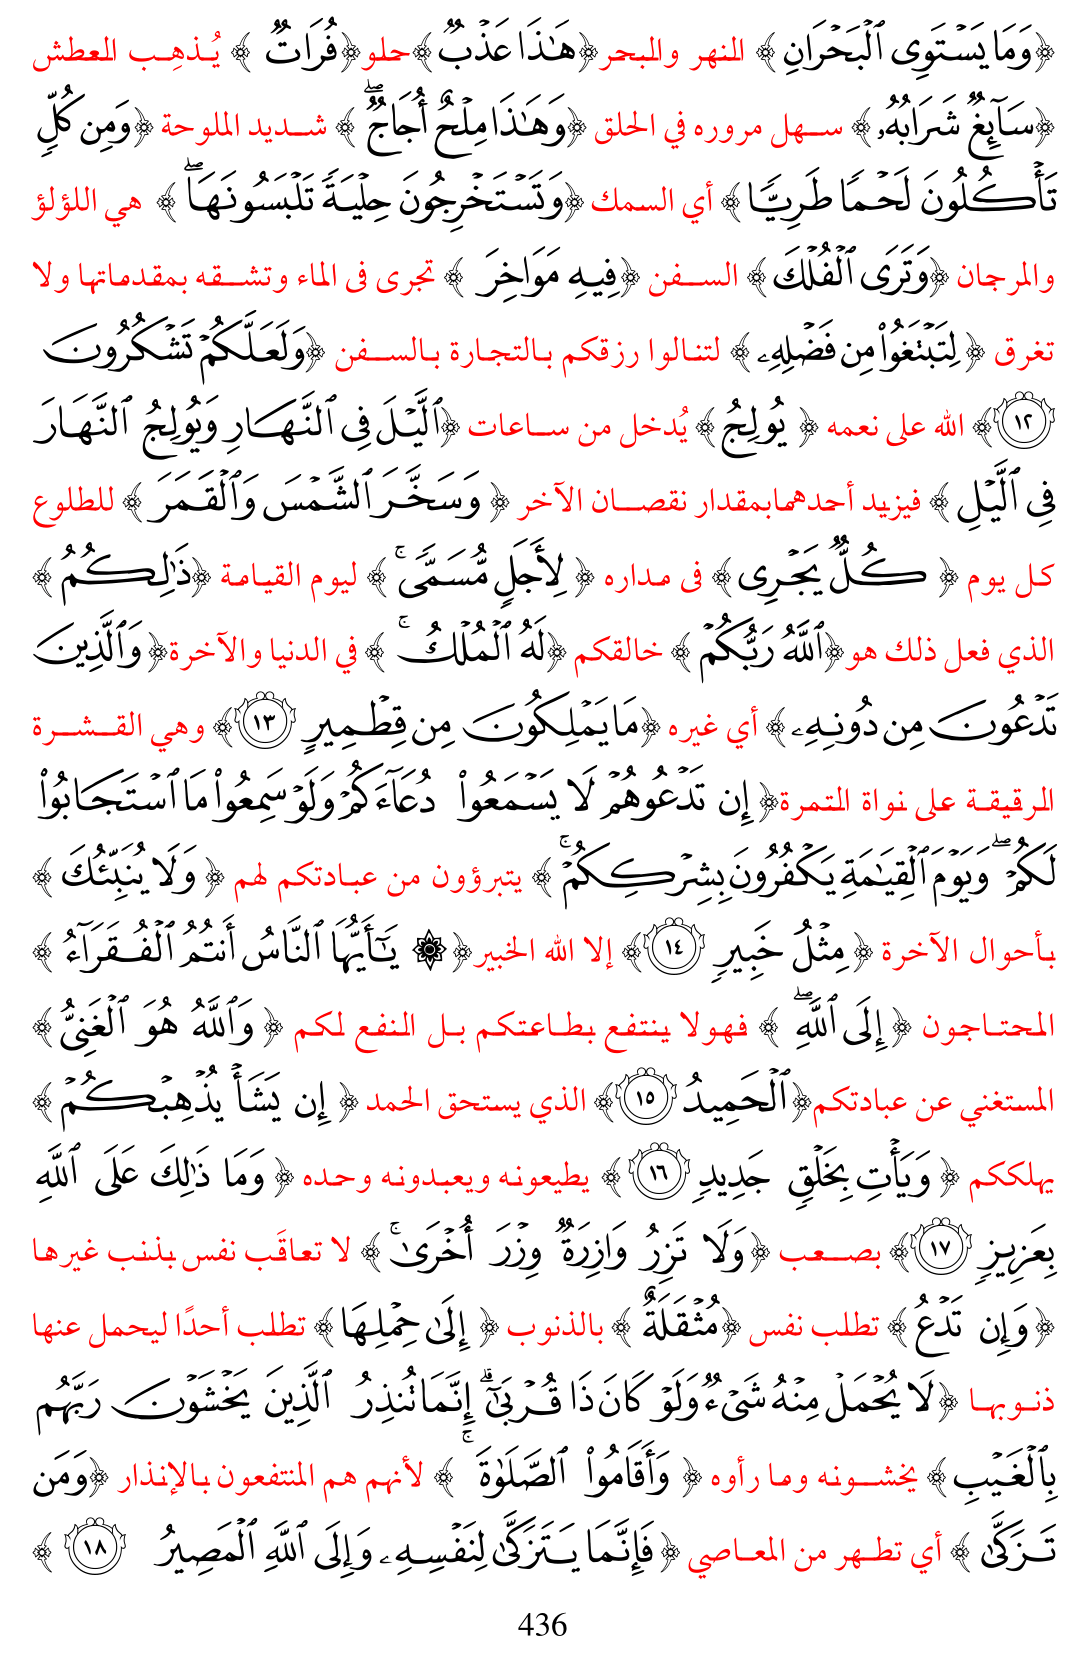 ﴿وَمَا يَسْتَوِى ٱلْبَحْرَانِ﴾ النهر والبحر ﴿هَـٰذَا عَذْبٌ﴾ حلو ﴿فُرَاتٌ﴾ يُذهِب العطش
﴿سَآئِغٌ شَرَابُهُۥ﴾ سهل مروره في الحلق ﴿وَهَـٰذَا مِلْحٌ أُجَاجٌ ۖ﴾ شديد الملوحة ﴿وَمِن كُلٍّ
تَأْكُلُونَ لَحْمًا طَرِيًّا﴾ أي السمك ﴿وَتَسْتَخْرِجُونَ حِلْيَةً تَلْبَسُونَهَا ۖ﴾ هي اللؤلؤ
والمرجان ﴿وَتَرَى ٱلْفُلْكَ﴾ السفن ﴿فِيهِ مَوَاخِرَ﴾ تجرى فى الماء وتشقه بمقدماتها ولا
تغرق ﴿لِتَبْتَغُوا۟ مِن فَضْلِهِۦ﴾ لتنالوا رزقكم بالتجارة بالسفن ﴿وَلَعَلَّكُمْ تَشْكُرُونَ
١٢﴾ الله على نعمه ﴿يُولِجُ﴾ يُدخل من ساعات ﴿ٱلَّيْلَ فِى ٱلنَّهَارِ وَيُولِجُ ٱلنَّهَارَ
فِى ٱلَّيْلِ﴾ فيزيد أحدهمابمقدار نقصان الآخر ﴿وَسَخَّرَ ٱلشَّمْسَ وَٱلْقَمَرَ﴾ للطلوع
كل يوم ﴿كُلٌّ يَجْرِى﴾ فى مداره ﴿لِأَجَلٍ مُّسَمًّى ۚ﴾ ليوم القيامة ﴿ذَٰلِكُمُ﴾
الذي فعل ذلك هو ﴿ٱللَّهُ رَبُّكُمْ﴾ خالقكم ﴿لَهُ ٱلْمُلْكُ ۚ﴾ في الدنيا والآخرة ﴿وَٱلَّذِينَ
تَدْعُونَ مِن دُونِهِۦ﴾ أي غيره ﴿مَا يَمْلِكُونَ مِن قِطْمِيرٍ ١٣﴾ وهي القشرة
الرقيقة على نواة التمرة ﴿إِن تَدْعُوهُمْ لَا يَسْمَعُوا۟ دُعَآءَكُمْ وَلَوْ سَمِعُوا۟ مَا ٱسْتَجَابُوا۟
لَكُمْ ۖ وَيَوْمَ ٱلْقِيَـٰمَةِ يَكْفُرُونَ بِشِرْكِكُمْ ۚ﴾ يتبرؤون من عبادتكم لهم ﴿وَلَا يُنَبِّئُكَ﴾
بأحوال الآخرة ﴿مِثْلُ خَبِيرٍ ١٤﴾ إلا الله الخبير ﴿۞ يَـٰٓأَيُّهَا ٱلنَّاسُ أَنتُمُ ٱلْفُقَرَآءُ﴾
المحتاجون ﴿إِلَى ٱللَّهِ ۖ﴾ فهولا ينتفع بطاعتكم بل النفع لكم ﴿وَٱللَّهُ هُوَ ٱلْغَنِىُّ﴾
المستغني عن عبادتكم ﴿ٱلْحَمِيدُ ١٥﴾ الذي يستحق الحمد ﴿إِن يَشَأْ يُذْهِبْكُمْ﴾
يهلككم ﴿وَيَأْتِ بِخَلْقٍ جَدِيدٍ ١٦﴾ يطيعونه ويعبدونه وحده ﴿وَمَا ذَٰلِكَ عَلَى ٱللَّهِ
بِعَزِيزٍ ١٧﴾ بصعب ﴿وَلَا تَزِرُ وَازِرَةٌ وِزْرَ أُخْرَىٰ ۚ﴾ لا تعاقَب نفس بذنب غيرها
﴿وَإِن تَدْعُ﴾ تطلب نفس ﴿مُثْقَلَةٌ﴾ بالذنوب ﴿إِلَىٰ حِمْلِهَا﴾ تطلب أحدًا ليحمل عنها
ذنوبها ﴿لَا يُحْمَلْ مِنْهُ شَىْءٌ وَلَوْ كَانَ ذَا قُرْبَىٰٓ ۗ إِنَّمَا تُنذِرُ ٱلَّذِينَ يَخْشَوْنَ رَبَّهُم
بِٱلْغَيْبِ﴾ يخشونه وما رأوه ﴿وَأَقَامُوا۟ ٱلصَّلَوٰةَ ۚ﴾ لأنهم هم المنتفعون بالإنذار ﴿وَمَن
تَزَكَّىٰ﴾ أي تطهر من المعاصي ﴿فَإِنَّمَا يَتَزَكَّىٰ لِنَفْسِهِۦ وَإِلَى ٱللَّهِ ٱلْمَصِيرُ ١٨﴾
436